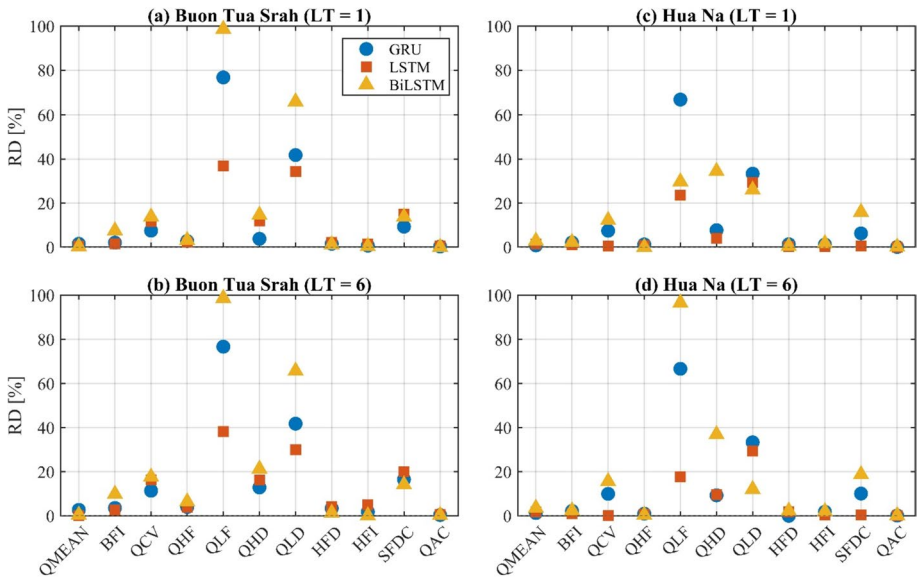 (a) Buon Tua Srah (LT = 1)
100
80
60
40
20
0
RD [%]
GRU
LSTM
BiLSTM
(c) Hua Na (LT = 1)
100
80
60
40
20
0
(b) Buon Tua Srah (LT = 6)
100
80
60
40
20
0
RD [%]
QMEAN
BFI
QCV
QHF
QLF
QHD
QLD
HFD
HFI
SFDC
QAC
(d) Hua Na (LT = 6)
100
80
60
40
20
0
QMEAN
BFI
QCV
QHF
QLF
QHD
QLD
HFD
HFI
SFDC
QAC